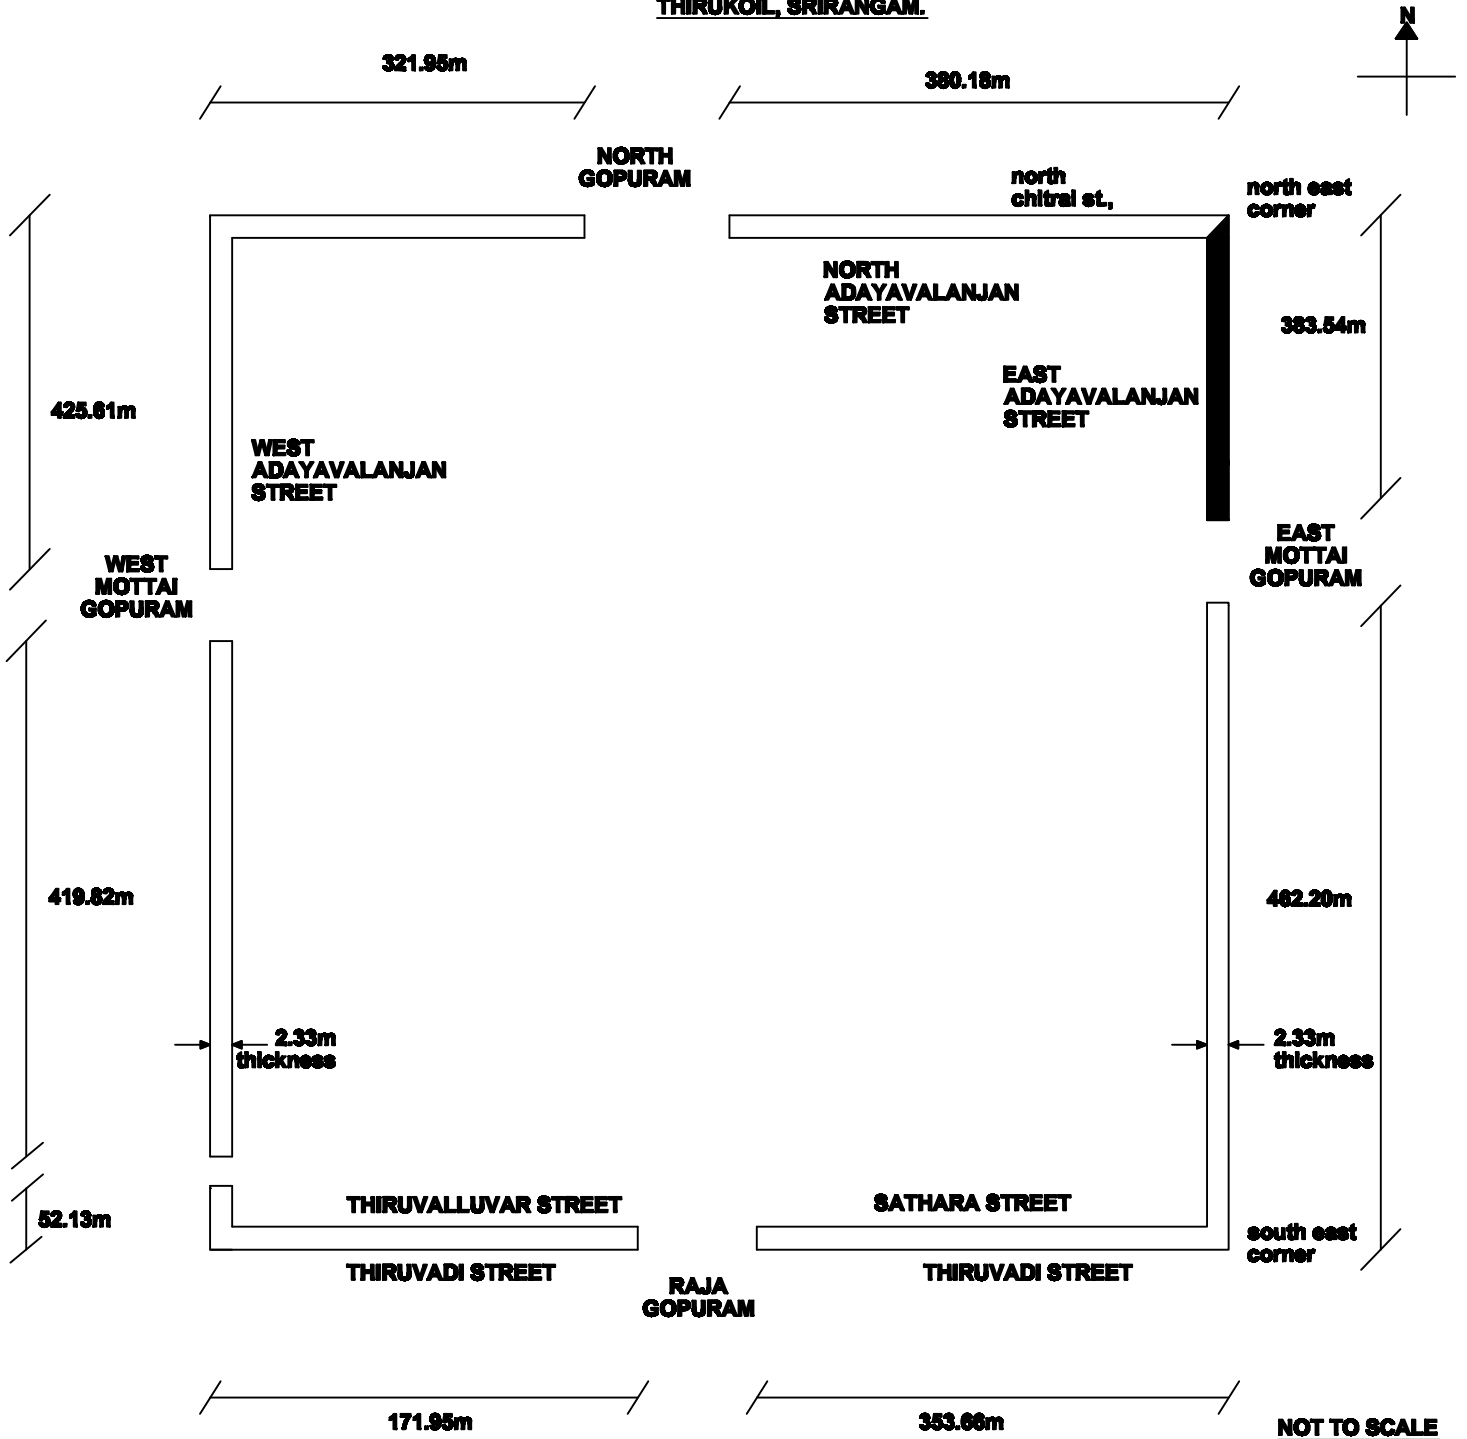 THIRUKOIL, SRIRANGAM.
N
321.95m
380.18m
NORTH
GOPURAM
north
chitrai st.,
north east
corner
NORTH
ADAYAVALANJAN
STREET
383.54m
EAST
ADAYAVALANJAN
STREET
425.61m
WEST
ADAYAVALANJAN
STREET
WEST
MOTTAI
GOPURAM
EAST
MOTTAI
GOPURAM
419.82m
462.20m
2.33m
thickness
2.33m
thickness
52.13m
THIRUVALLUVAR STREET
SATHARA STREET
south east
corner
THIRUVADI STREET
THIRUVADI STREET
RAJA
GOPURAM
171.95m
353.66m
NOT TO SCALE